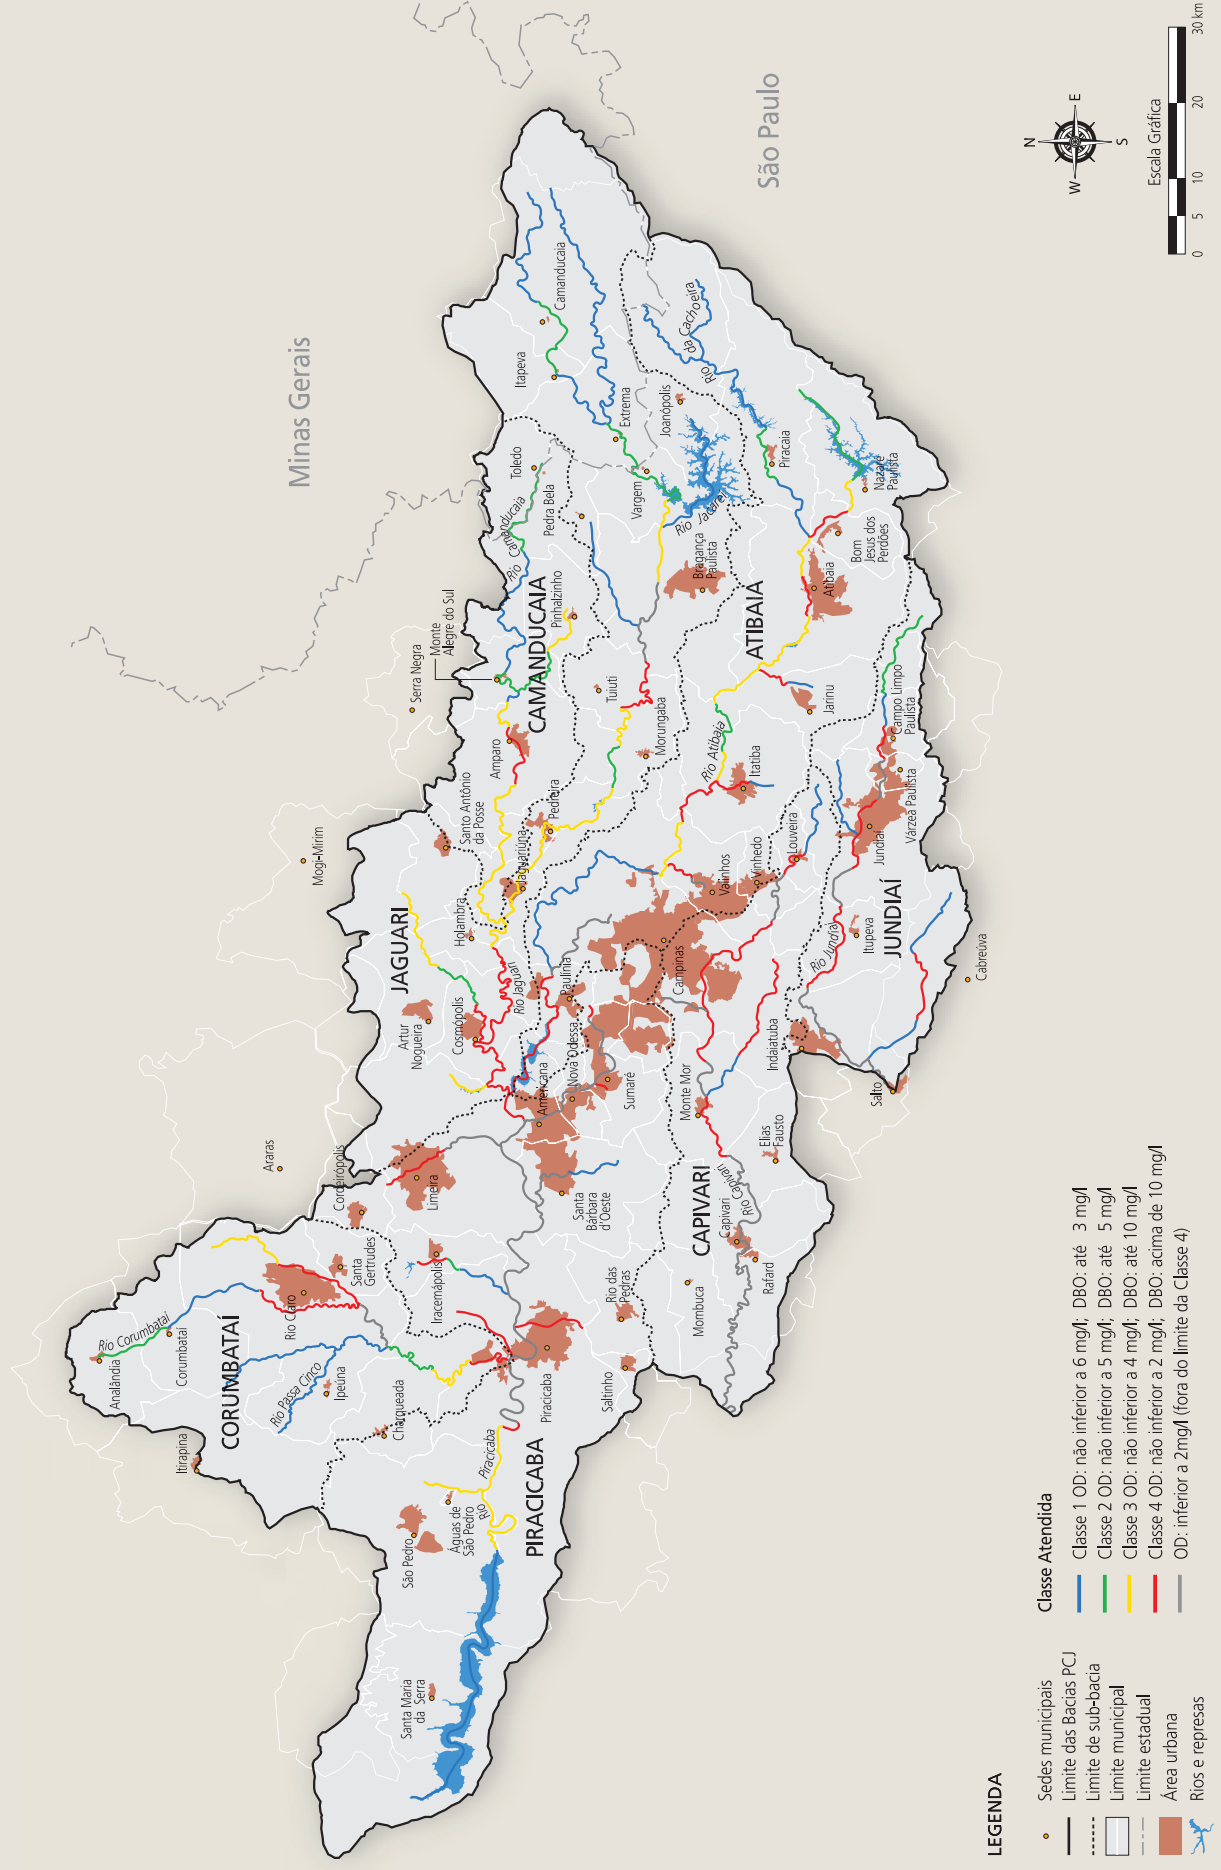 Minas Gerais
São Paulo
Mogi-Mirim
Serra Negra
Monte
Alegre do Sul
Araras
Cabreúva
CORUMBATAÍ
Rio Corumbataí
Analândia
Corumbataí
Itirapina
Rio Passa Cinco
Ipeúna
Rio Claro
Santa
Gertrudes
Cordeirópolis
Charqueada
PIRACICABA
Rio
Piracicaba
São Pedro
Águas de
São Pedro
Santa Maria
da Serra
Piracicaba
Saltinho
Rio das
Pedras
Iracemápolis
Limeira
Santa
Bárbara
d'Oeste
Americana
Nova Odessa
Sumaré
Paulínia
JAGUARI
Rio Jaguari
Artur
Nogueira
Cosmópolis
Holambra
Jaguariúna
Santo Antônio
da Posse
Pedreira
Amparo
Morungaba
Tuiuti
CAMANDUCAIA
Rio Camanducaia
Pinhalzinho
Pedra Bela
Toledo
Itapeva
Camanducaia
Extrema
Vargem
Joanópolis
Rio Jacareí
Bragança
Paulista
Rio da Cachoeira
Piracaia
Nazaré
Paulista
Bom
Jesus dos
Perdões
Atibaia
ATIBAIA
Rio Atibaia
Jarinu
Itatiba
Campinas
Valinhos
Vinhedo
Louveira
CAPIVARI
Rio Capivari
Capivari
Rafard
Mombuca
Elias
Fausto
Monte Mor
Indaiatuba
JUNDIAÍ
Rio Jundiaí
Itupeva
Jundiaí
Várzea Paulista
Campo Limpo
Paulista
Salto
N
S
E
W
Escala Gráfica
0 5 10 20 30 km
LEGENDA
Sedes municipais
Limite das Bacias PCJ
Limite de sub-bacia
Limite municipal
Limite estadual
Área urbana
Rios e represas
Classe Atendida
Classe 1 OD: não inferior a 6 mg/l; DBO: até 3 mg/l
Classe 2 OD: não inferior a 5 mg/l; DBO: até 5 mg/l
Classe 3 OD: não inferior a 4 mg/l; DBO: até 10 mg/l
Classe 4 OD: não inferior a 2 mg/l; DBO: acima de 10 mg/l
OD: inferior a 2mg/l (fora do limite da Classe 4)